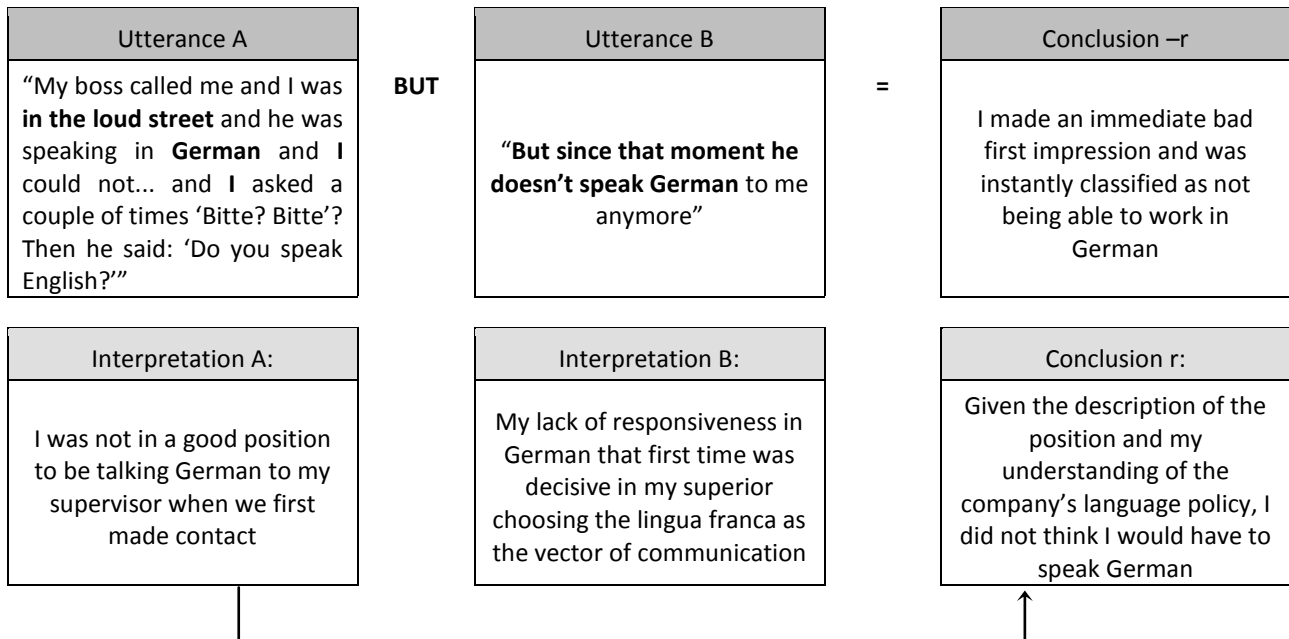 Utterance A
“My boss called me and I was
in the loud street and he was
speaking in German and I
could not... and I asked a
couple of times ‘Bitte? Bitte’?
Then he said: ‘Do you speak
English?’”
BUT
Utterance B
“But since that moment he
doesn’t speak German to me
anymore”
=
Conclusion –r
I made an immediate bad
first impression and was
instantly classified as not
being able to work in
German
Interpretation A:
I was not in a good position
to be talking German to my
supervisor when we first
made contact
Interpretation B:
My lack of responsiveness in
German that first time was
decisive in my superior
choosing the lingua franca as
the vector of communication
Conclusion r:
Given the description of the
position and my
understanding of the
company’s language policy, I
did not think I would have to
speak German